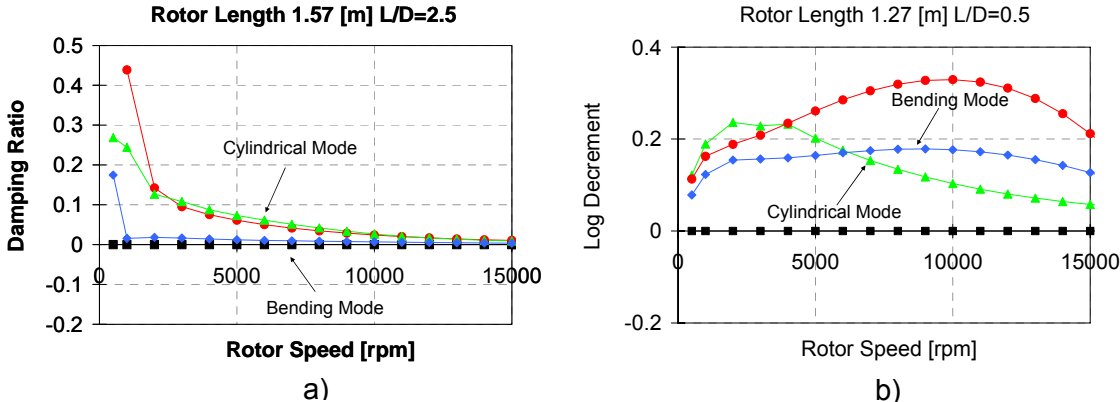 Rotor Length 1.57 [m] L/D=2.5
0.5
0.4
0.3
0.2
0.1
0
-0.1
-0.2
0
5000
10000
15000
Damping Ratio
Cylindrical Mode
Bending Mode
Rotor Speed [rpm]
a)
Rotor Length 1.27 [m] L/D=0.5
0.4
0.2
0
-0.2
0
5000
10000
15000
Log Decrement
Bending Mode
Cylindrical Mode
Rotor Speed [rpm]
b)